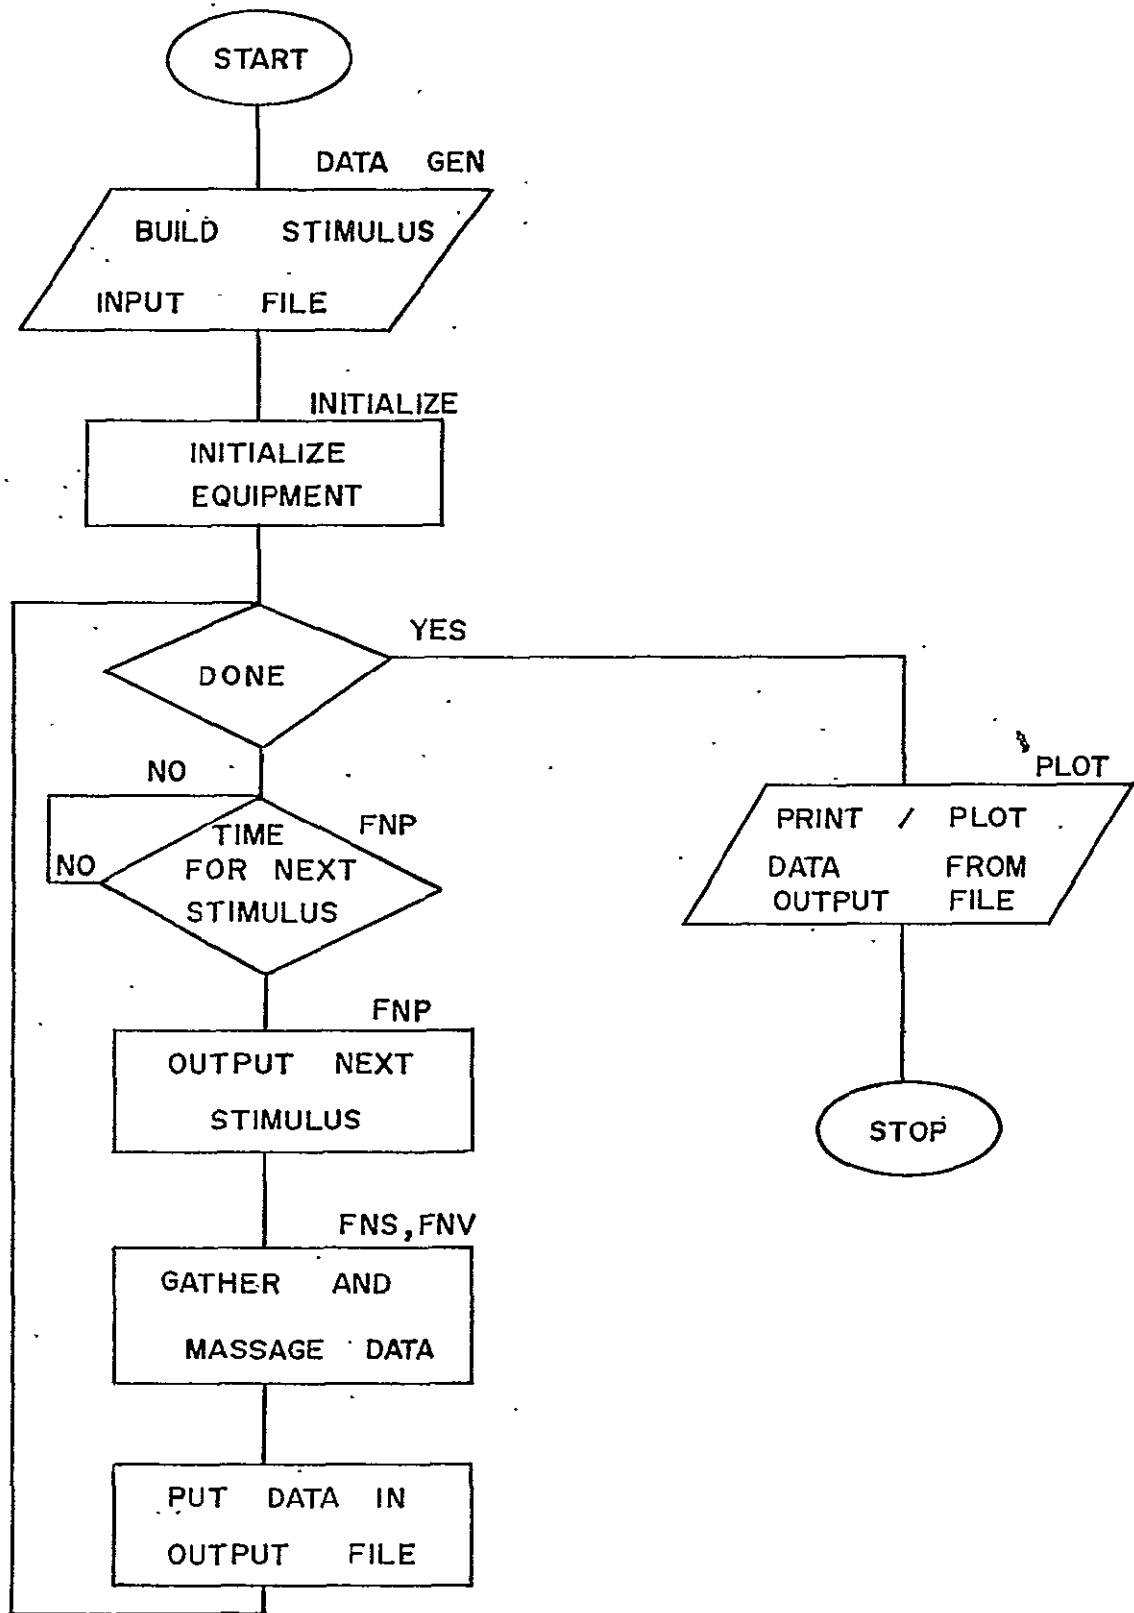 START
DATA GEN
BUILD STIMULUS
INPUT FILE
INITIALIZE
INITIALIZE
EQUIPMENT
YES
DONE
NO
TIME
FNP
NO
FOR NEXT
STIMULUS
FNP
OUTPUT NEXT
STIMULUS
FNS, FNV
GATHER AND
MASSAGE DATA
PUT DATA IN
OUTPUT FILE
PLOT
PRINT / PLOT
DATA FROM
OUTPUT FILE
STOP